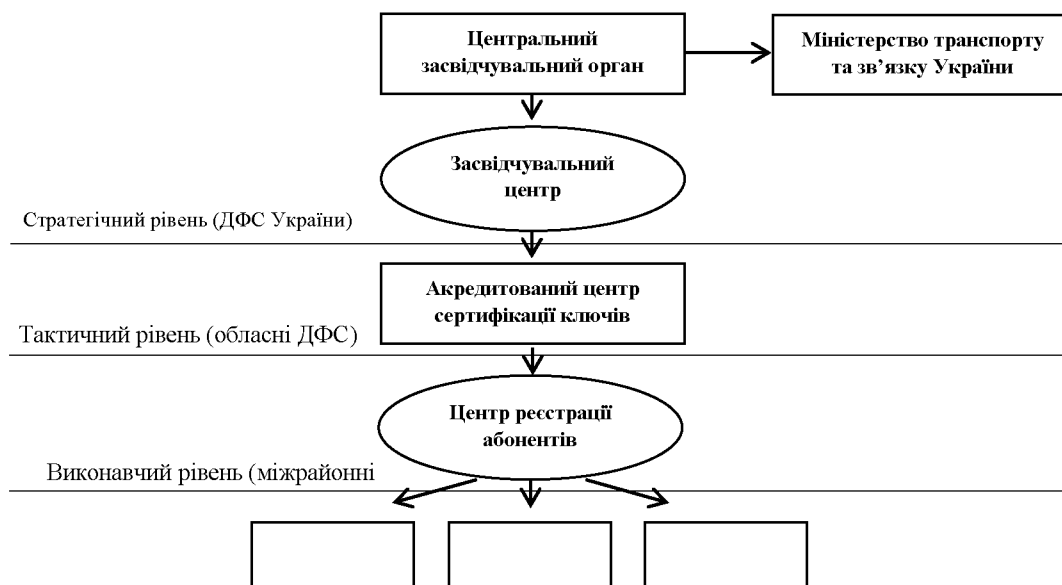 Центральний
засвідчувальний орган
Міністерство транспорту
та зв’язку України
Засвідчувальний
центр
Стратегічний рівень (ДФС України)
Акредитований центр
сертифікації ключів
Тактичний рівень (обласні ДФС)
Центр реєстрації
абонентів
Виконавчий рівень (міжрайонні